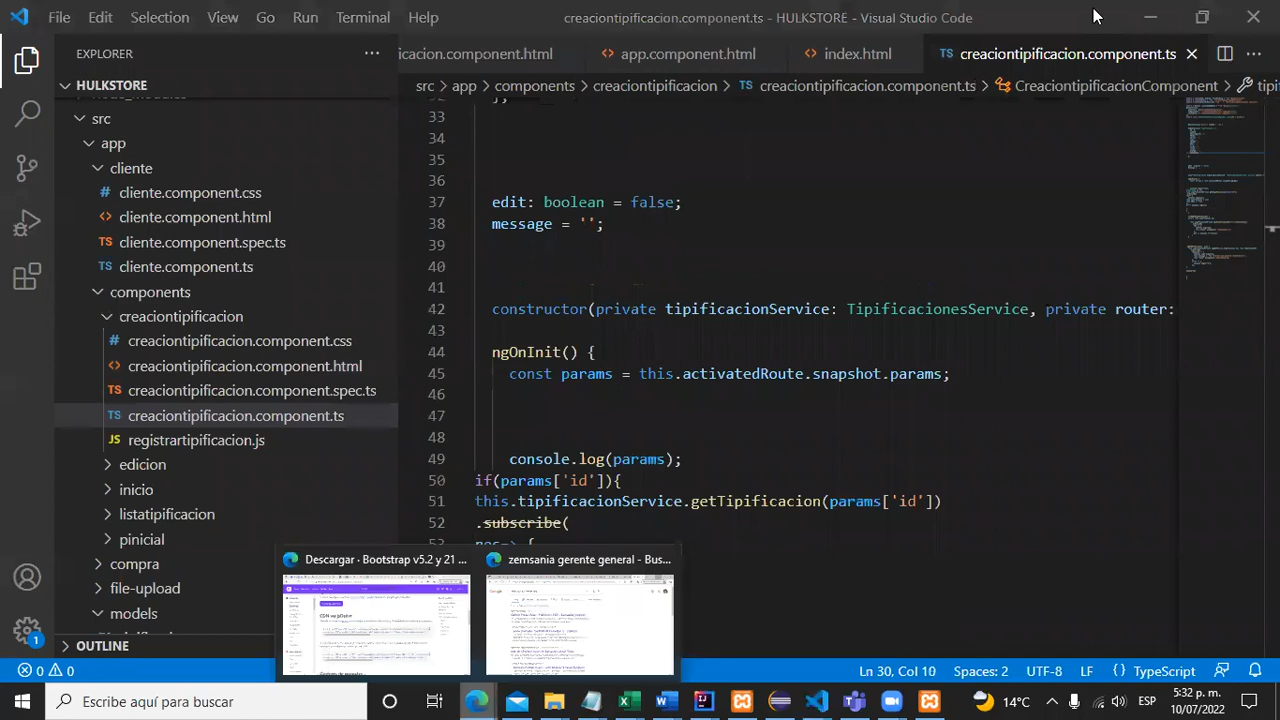 File Edit Selection View Go Run Terminal Help creaciontipificacion.component.ts - HULKSTORE - Visual Studio Code
EXPLORER
HULKSTORE
src
app
cliente
cliente.component.css
cliente.component.html
cliente.component.spec.ts
cliente.component.ts
components
creaciontipificacion
creaciontipificacion.component.css
creaciontipificacion.component.html
creaciontipificacion.component.spec.ts
creaciontipificacion.component.ts
registrartipificacion.js
edicion
inicio
listatipificacion
pinicial
compra
icacion.component.html app.component.html index.html TS creaciontipificacion.component.ts
src > app > components > creaciontipificacion > TS creaciontipificacion.component.ts > CreaciontipificacionComponent > tipi
33
34
35
36
37 edit: boolean = false;
38 message = '';
39
40
41
42 constructor(private tipificacionService: TipificacionesService, private router:
43
44 ngOnInit() {
45 const params = this.activatedRoute.snapshot.params;
46
47
48
49 console.log(params);
50 if(params['id']){
51 this.tipificacionService.getTipificacion(params['id'])
52 .subscribe(
Descargar · Bootstrap v5.2 y 21 ...
zemsania gerente general - Bus...
0
Ln 30, Col 10 Spaces: 2 UTF-8 LF {} TypeScript
Escribe aquí para buscar
14°C ESP 5:32 p. m.
10/07/2022